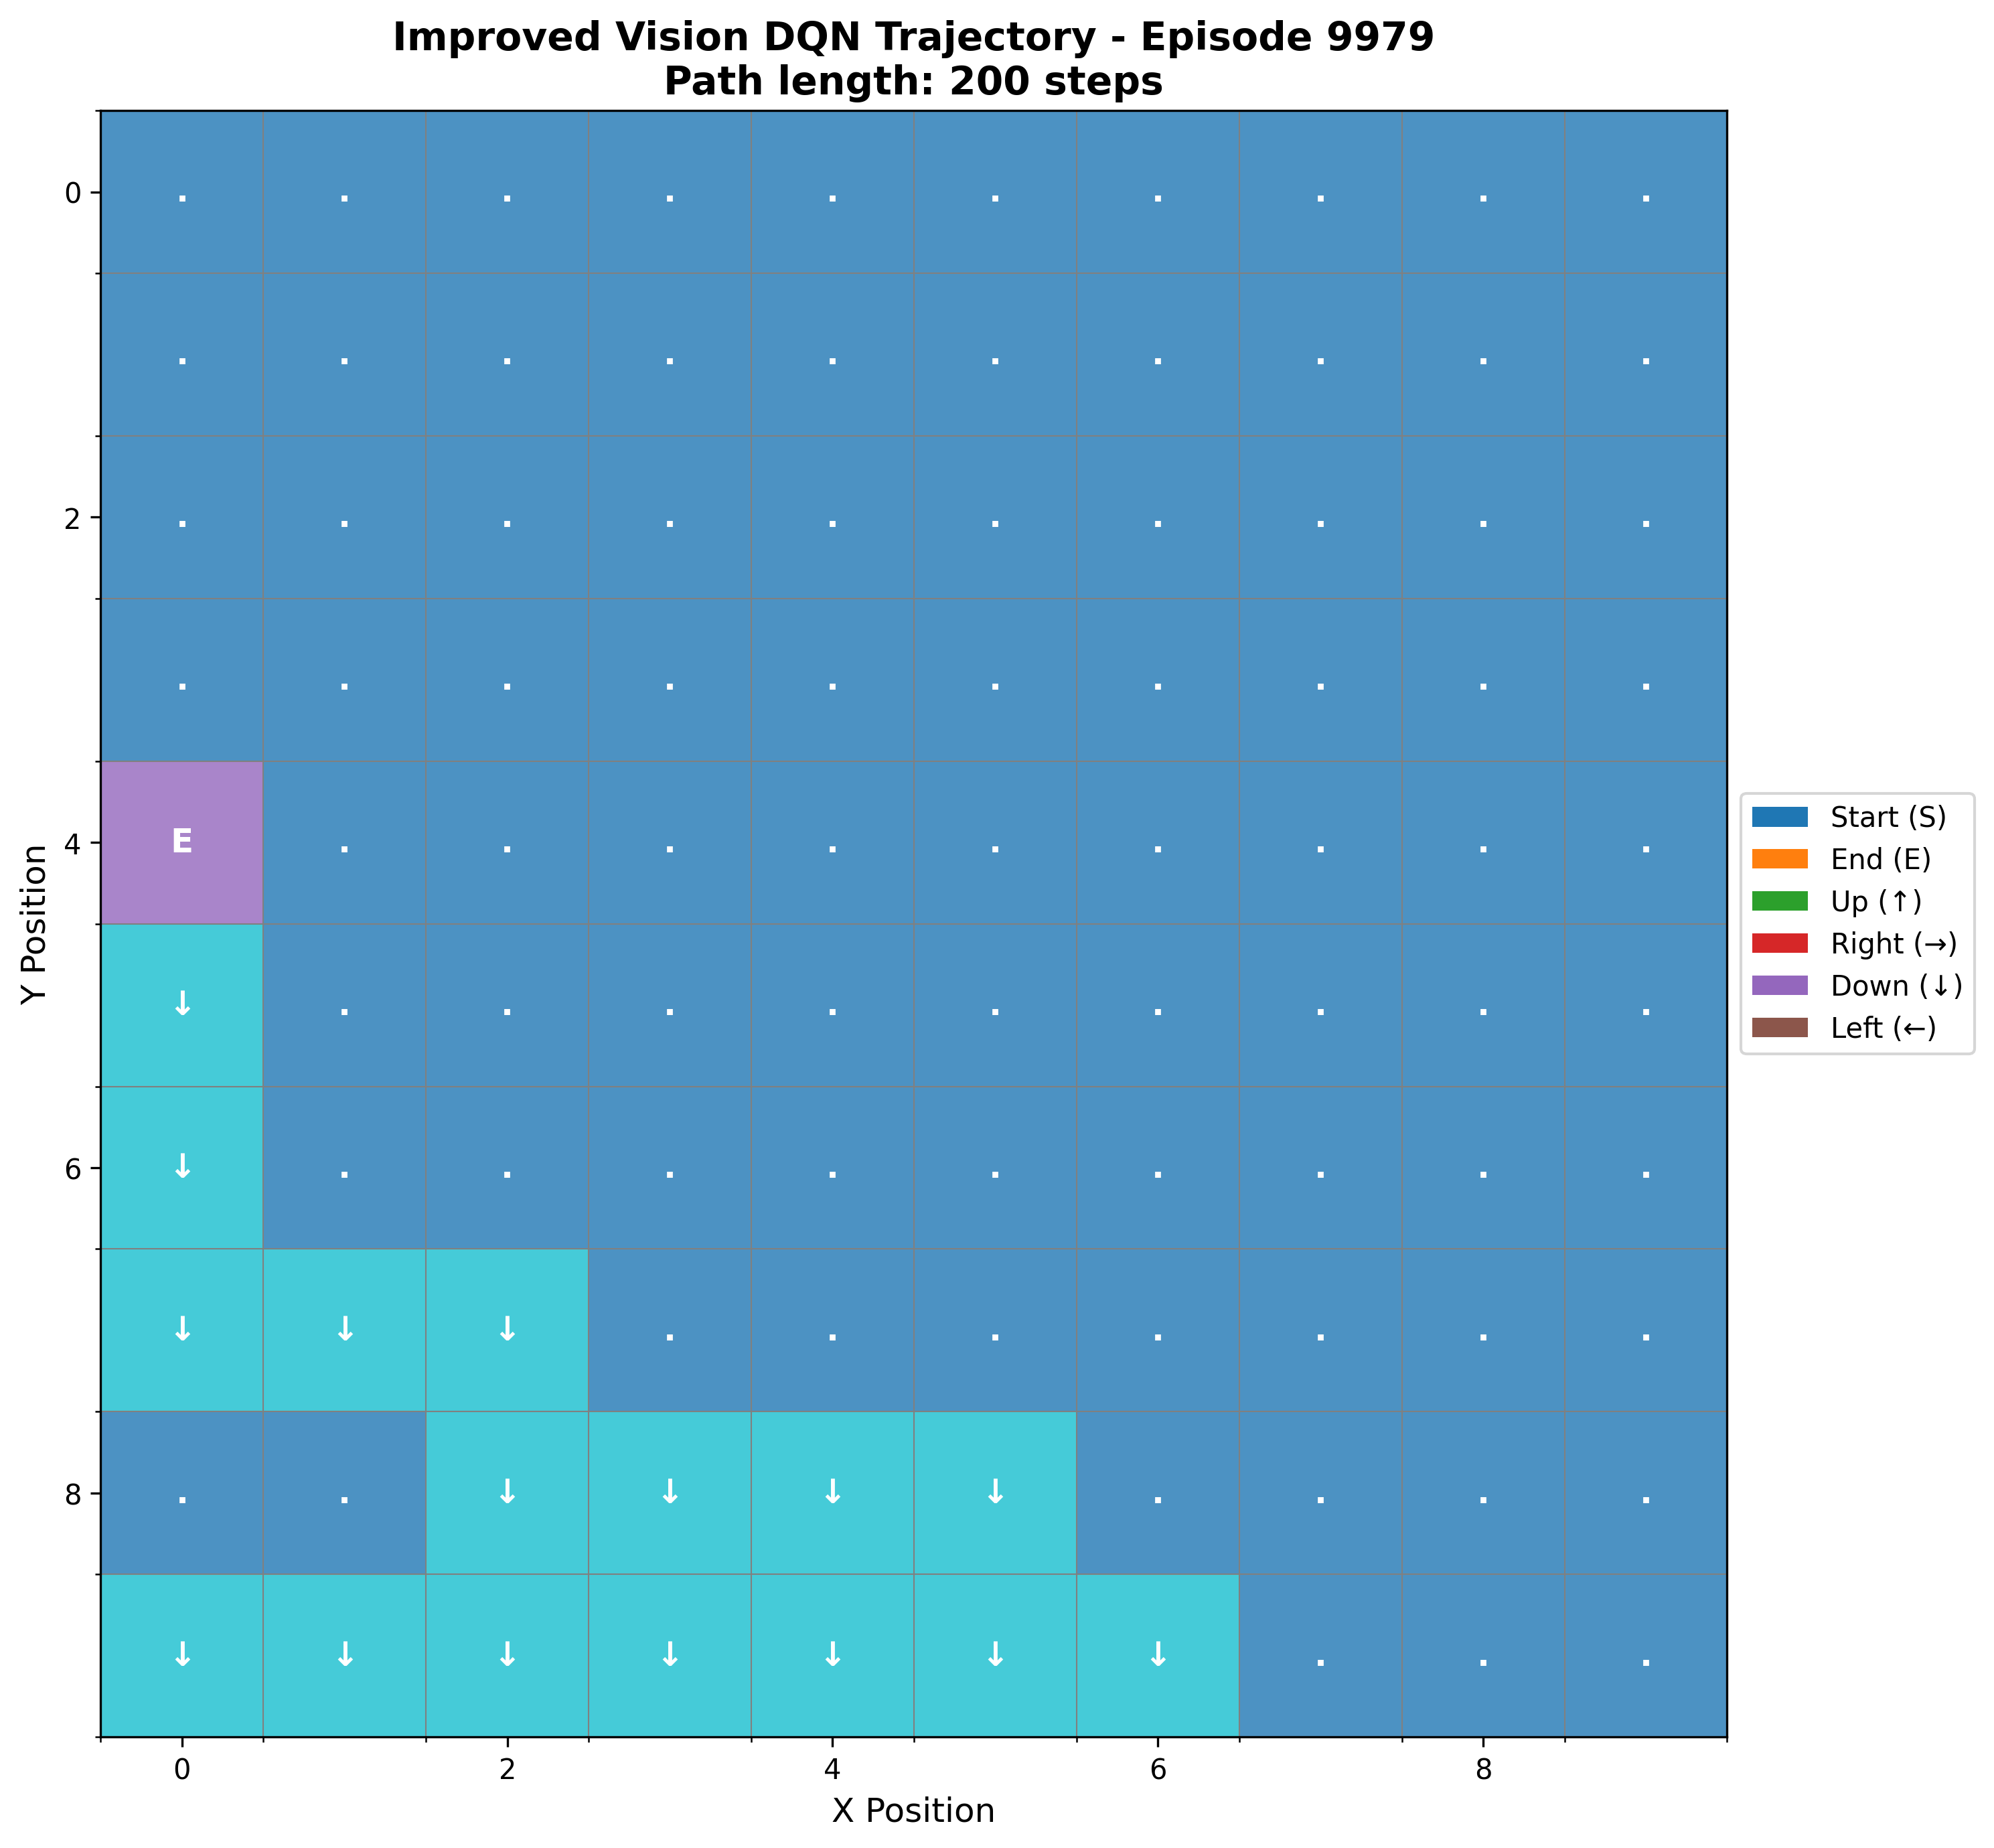 Improved Vision DQN Trajectory - Episode 9979
Path length: 200 steps
0 . . . . . . . . . .
. . . . . . . . . .
2 . . . . . . . . . .
. . . . . . . . . .
4 E . . . . . . . . .
↓ . . . . . . . . .
6 ↓ . . . . . . . . .
↓ ↓ ↓ . . . . . . .
8 . . ↓ ↓ ↓ ↓ . . . .
↓ ↓ ↓ ↓ ↓ ↓ ↓ . . .
0 2 4 6 8
X Position
Y Position
Start (S)
End (E)
Up (↑)
Right (→)
Down (↓)
Left (←)